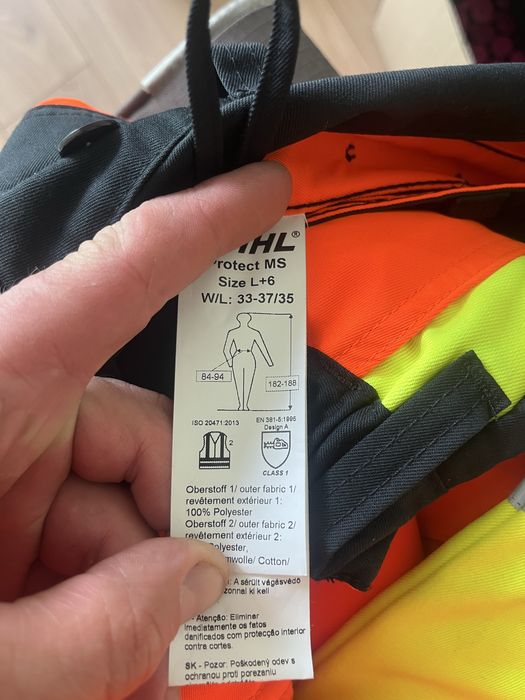 Protect MS
Size L+6
W/L: 33-37/35
84-94
182-188
ISO 20471:2013
EN 381-5:1995
Design A
2
CLASS 1
Oberstoff 1/ outer fabric 1/
revêtement extérieur 1:
100% Polyester
Oberstoff 2/ outer fabric 2/
revêtement extérieur 2:
Polyester,
Cotton/
A sérült vágásvédő
kell
- Atenção: Eliminar
imediatamente os fatos
danificados com protecção interior
contra cortes.
SK - Pozor: Poškodený odev s
ochranou proti porezaniu